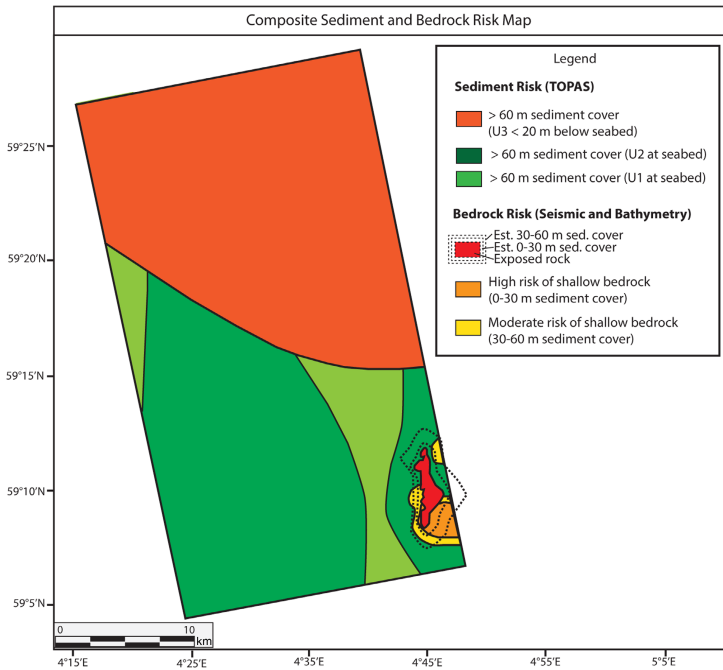 Composite Sediment and Bedrock Risk Map
Legend
Sediment Risk (TOPAS)
> 60 m sediment cover
(U3 < 20 m below seabed)
> 60 m sediment cover (U2 at seabed)
> 60 m sediment cover (U1 at seabed)
Bedrock Risk (Seismic and Bathymetry)
Est. 30-60 m sed. cover
Est. 0-30 m sed. cover
Exposed rock
High risk of shallow bedrock
(0-30 m sediment cover)
Moderate risk of shallow bedrock
(30-60 m sediment cover)
59°25'N
59°20'N
59°15'N
59°10'N
59°5'N
0 10
km
4°15'E 4°25'E 4°35'E 4°45'E 4°55'E 5°5'E